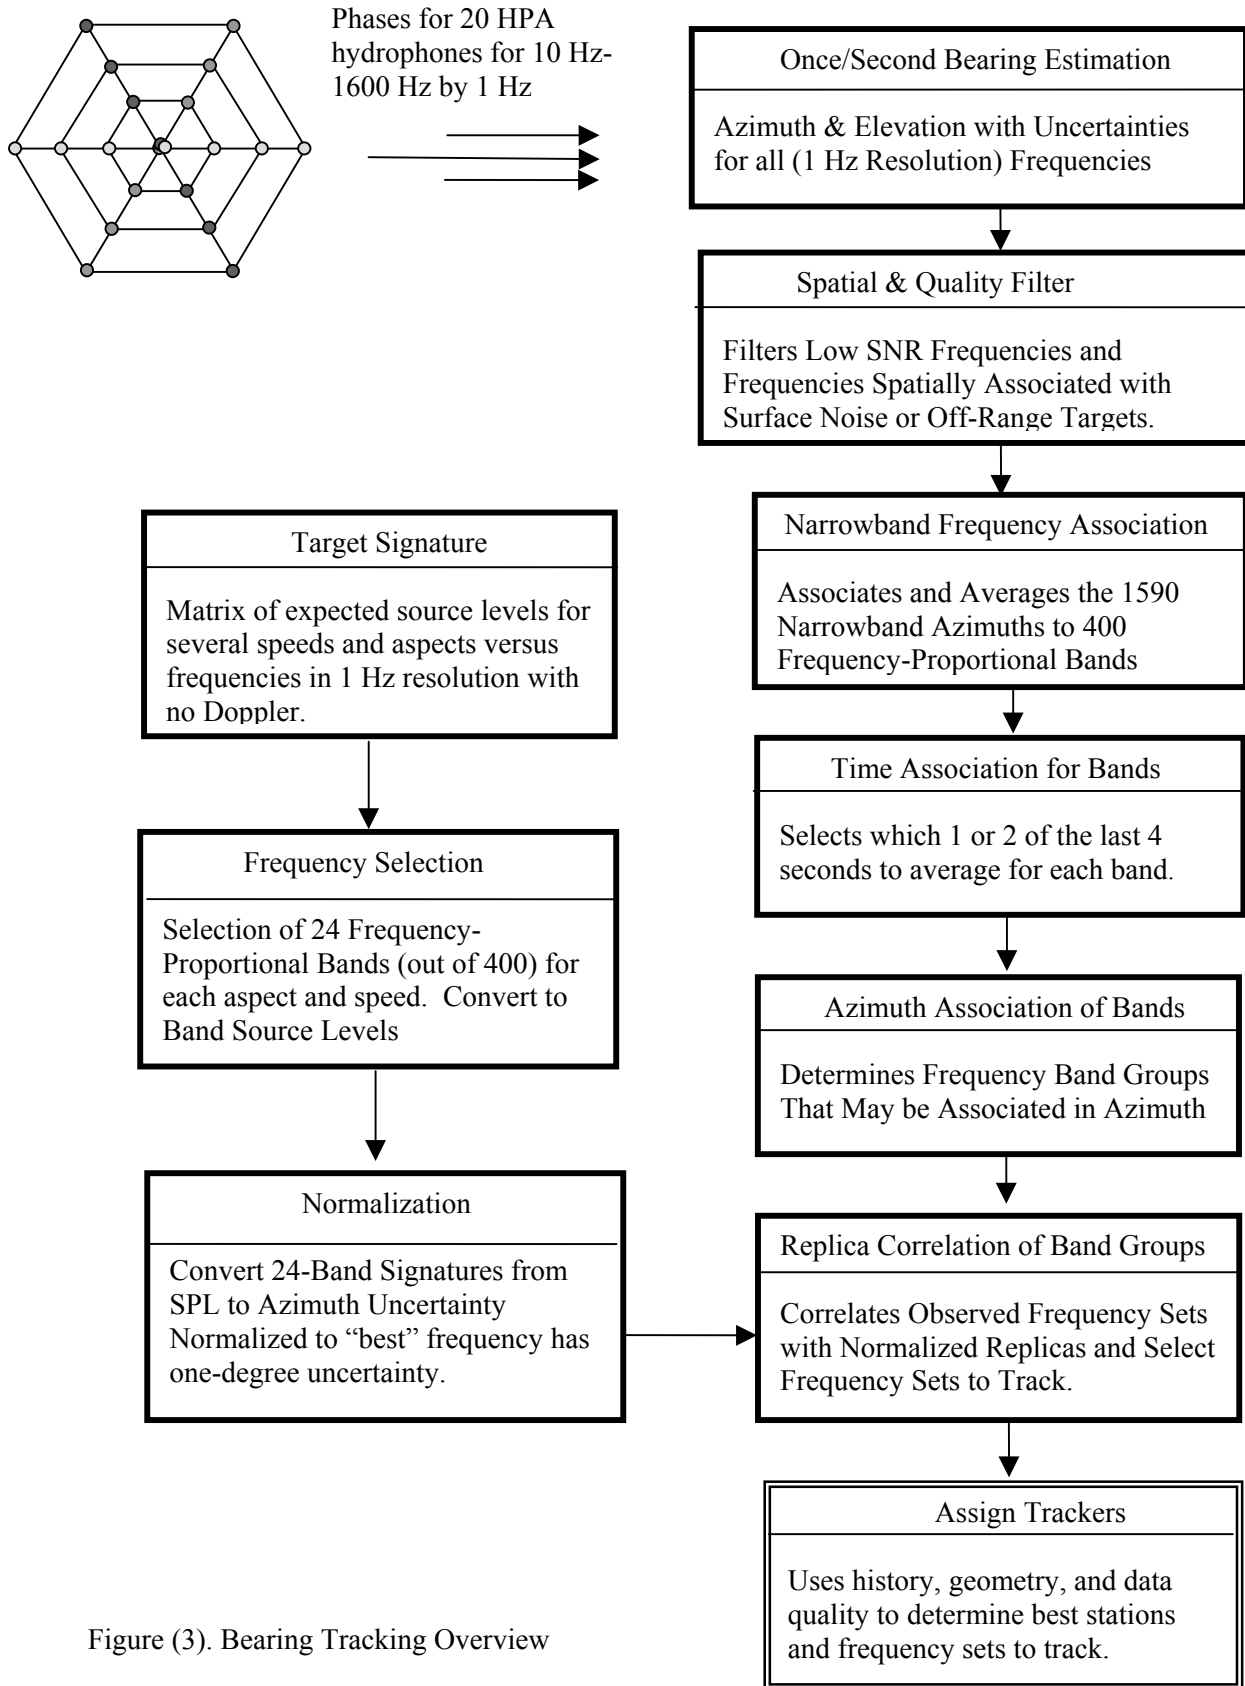 Phases for 20 HPA
hydrophones for 10 Hz-
1600 Hz by 1 Hz
Once/Second Bearing Estimation
Azimuth & Elevation with Uncertainties
for all (1 Hz Resolution) Frequencies
Spatial & Quality Filter
Filters Low SNR Frequencies and
Frequencies Spatially Associated with
Surface Noise or Off-Range Targets.
Narrowband Frequency Association
Associates and Averages the 1590
Narrowband Azimuths to 400
Frequency-Proportional Bands
Time Association for Bands
Selects which 1 or 2 of the last 4
seconds to average for each band.
Azimuth Association of Bands
Determines Frequency Band Groups
That May be Associated in Azimuth
Target Signature
Matrix of expected source levels for
several speeds and aspects versus
frequencies in 1 Hz resolution with
no Doppler.
Frequency Selection
Selection of 24 Frequency-
Proportional Bands (out of 400) for
each aspect and speed.  Convert to
Band Source Levels
Normalization
Convert 24-Band Signatures from
SPL to Azimuth Uncertainty
Normalized to “best” frequency has
one-degree uncertainty.
Replica Correlation of Band Groups
Correlates Observed Frequency Sets
with Normalized Replicas and Select
Frequency Sets to Track.
Assign Trackers
Uses history, geometry, and data
quality to determine best stations
and frequency sets to track.
Figure (3). Bearing Tracking Overview